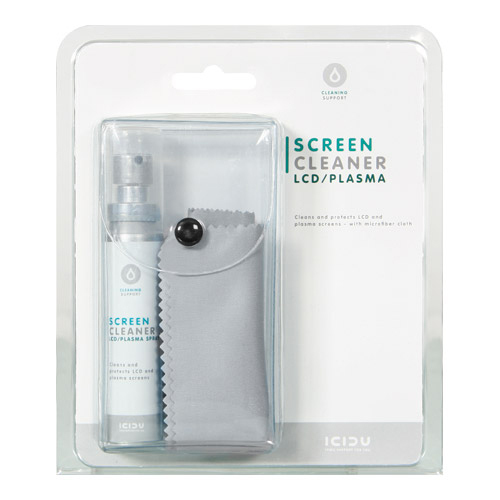 CLEANING
SUPPORT
SCREEN
CLEANER
LCD/PLASMA
Cleans and protects LCD and
plasma screens - with microfiber cloth
CLEANING
SUPPORT
SCREEN
CLEANER
LCD/PLASMA SPRAY
Cleans and
protects LCD and
plasma screens
ICIDU